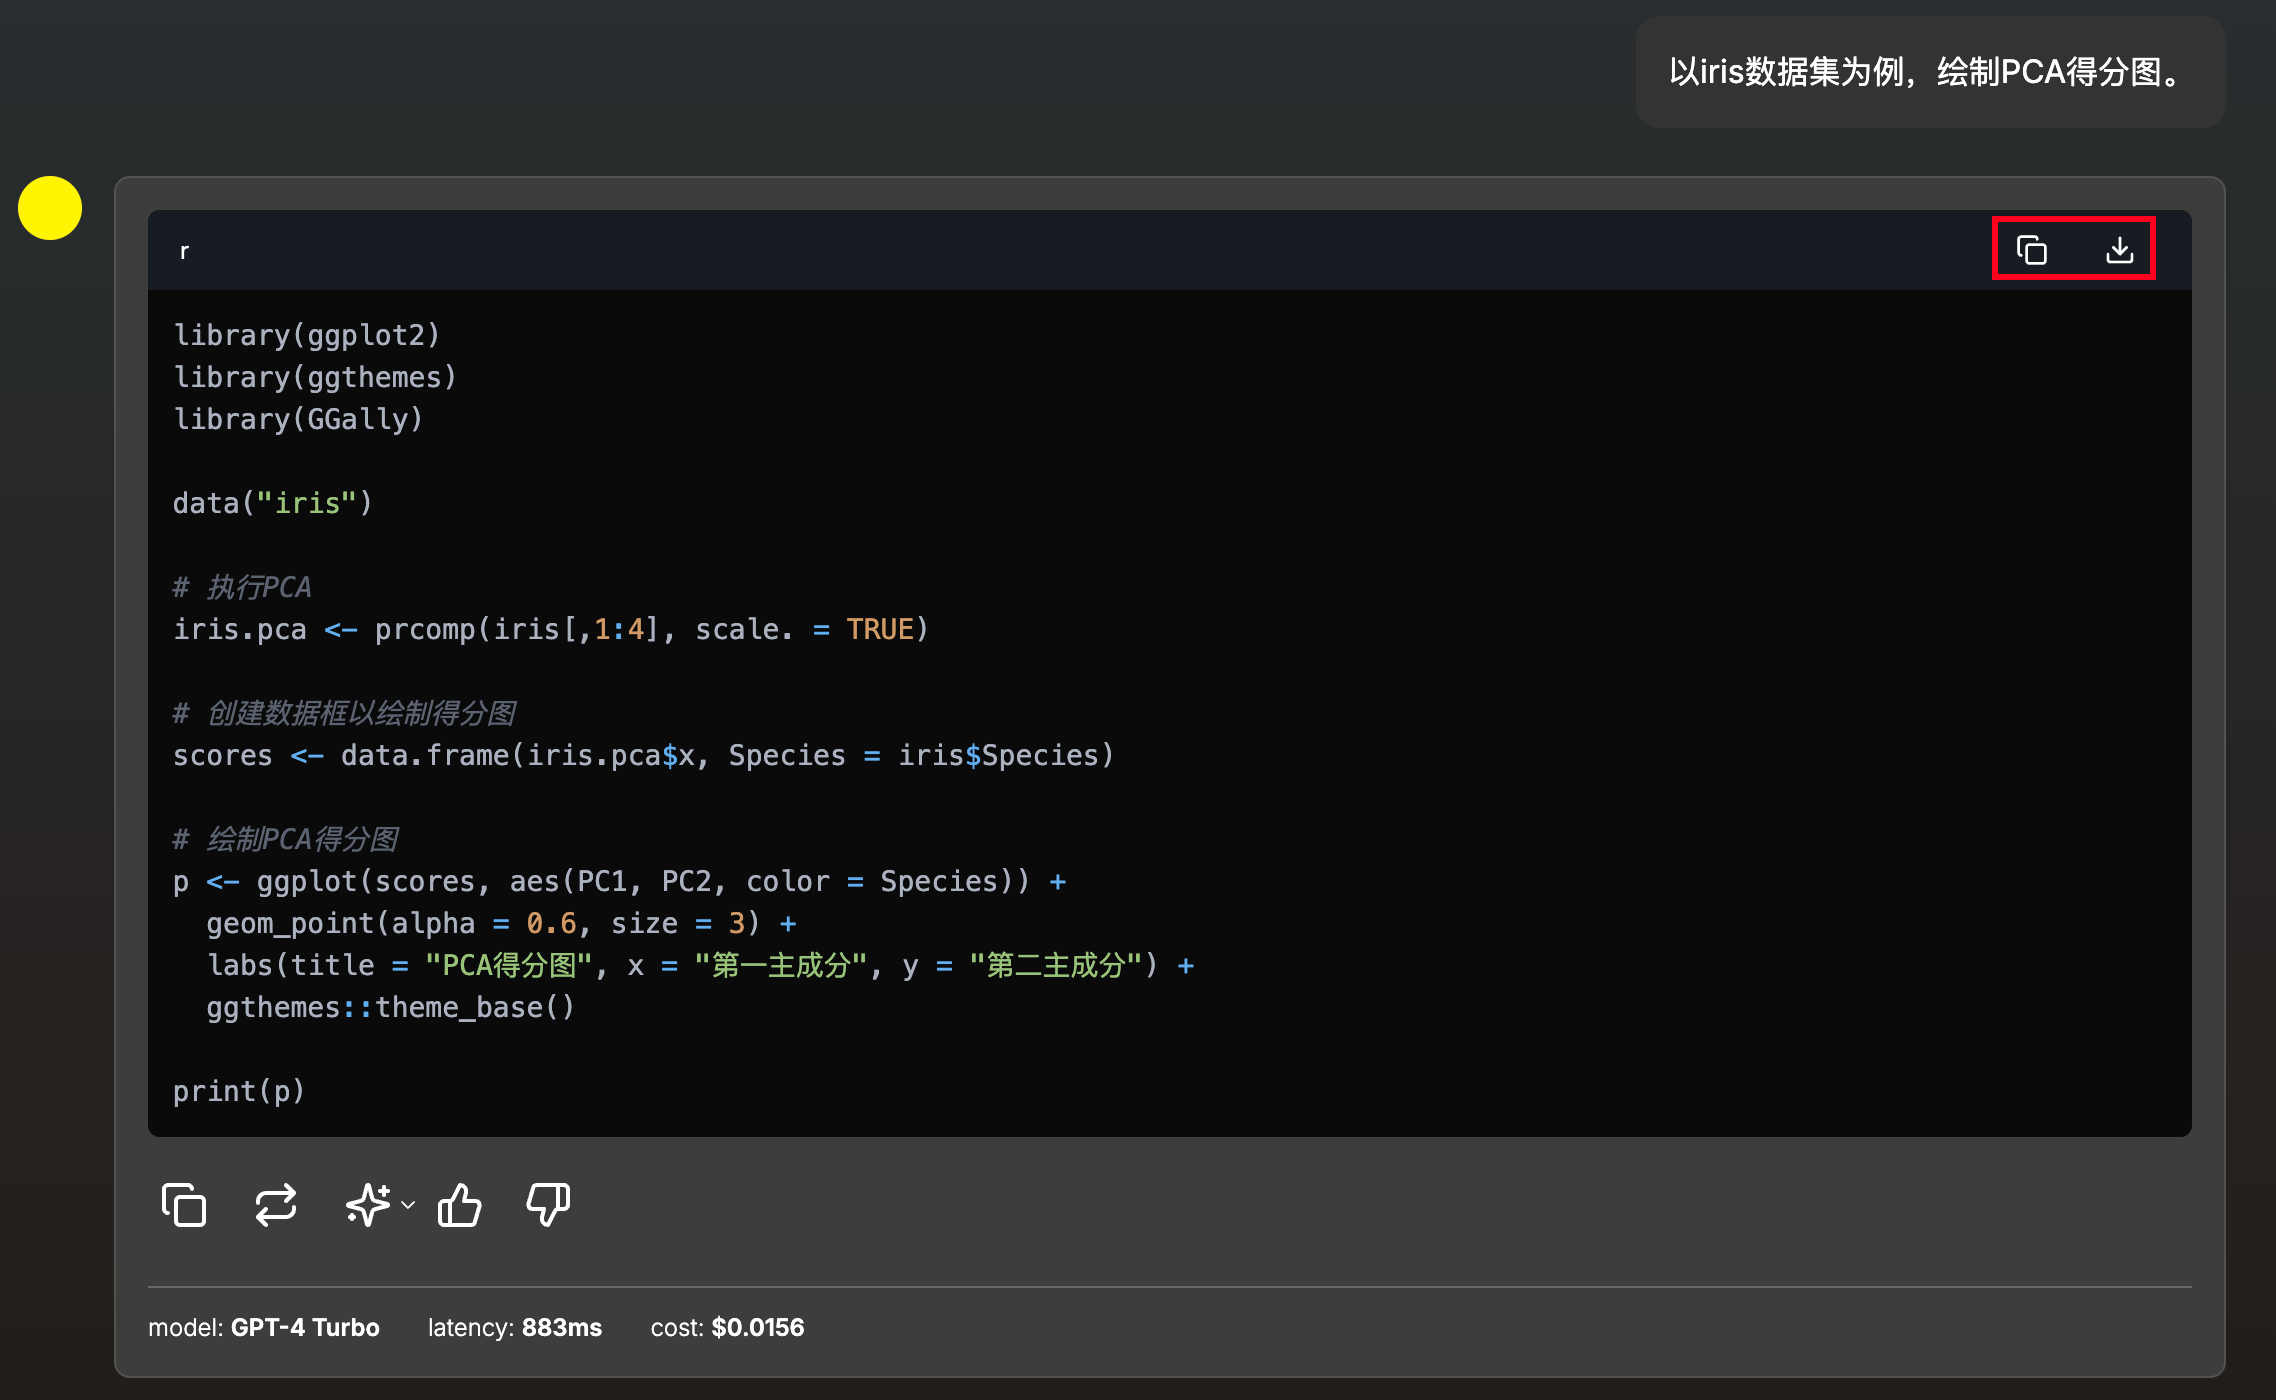 以iris数据集为例，绘制PCA得分图。
r
library(ggplot2)
library(ggthemes)
library(GGally)
data("iris")
# 执行PCA
iris.pca <- prcomp(iris[,1:4], scale. = TRUE)
# 创建数据框以绘制得分图
scores <- data.frame(iris.pca$x, Species = iris$Species)
# 绘制PCA得分图
p <- ggplot(scores, aes(PC1, PC2, color = Species)) +
  geom_point(alpha = 0.6, size = 3) +
  labs(title = "PCA得分图", x = "第一主成分", y = "第二主成分") +
  ggthemes::theme_base()
print(p)
model: GPT-4 Turbo latency: 883ms cost: $0.0156